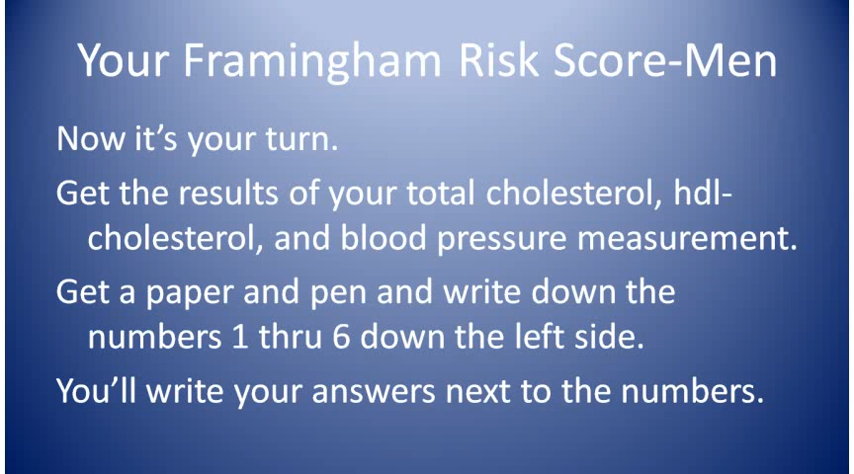 Your Framingham Risk Score-Men
Now it's your turn.
Get the results of your total cholesterol, hdl-
cholesterol, and blood pressure measurement.
Get a paper and pen and write down the
numbers 1 thru 6 down the left side.
You'll write your answers next to the numbers.